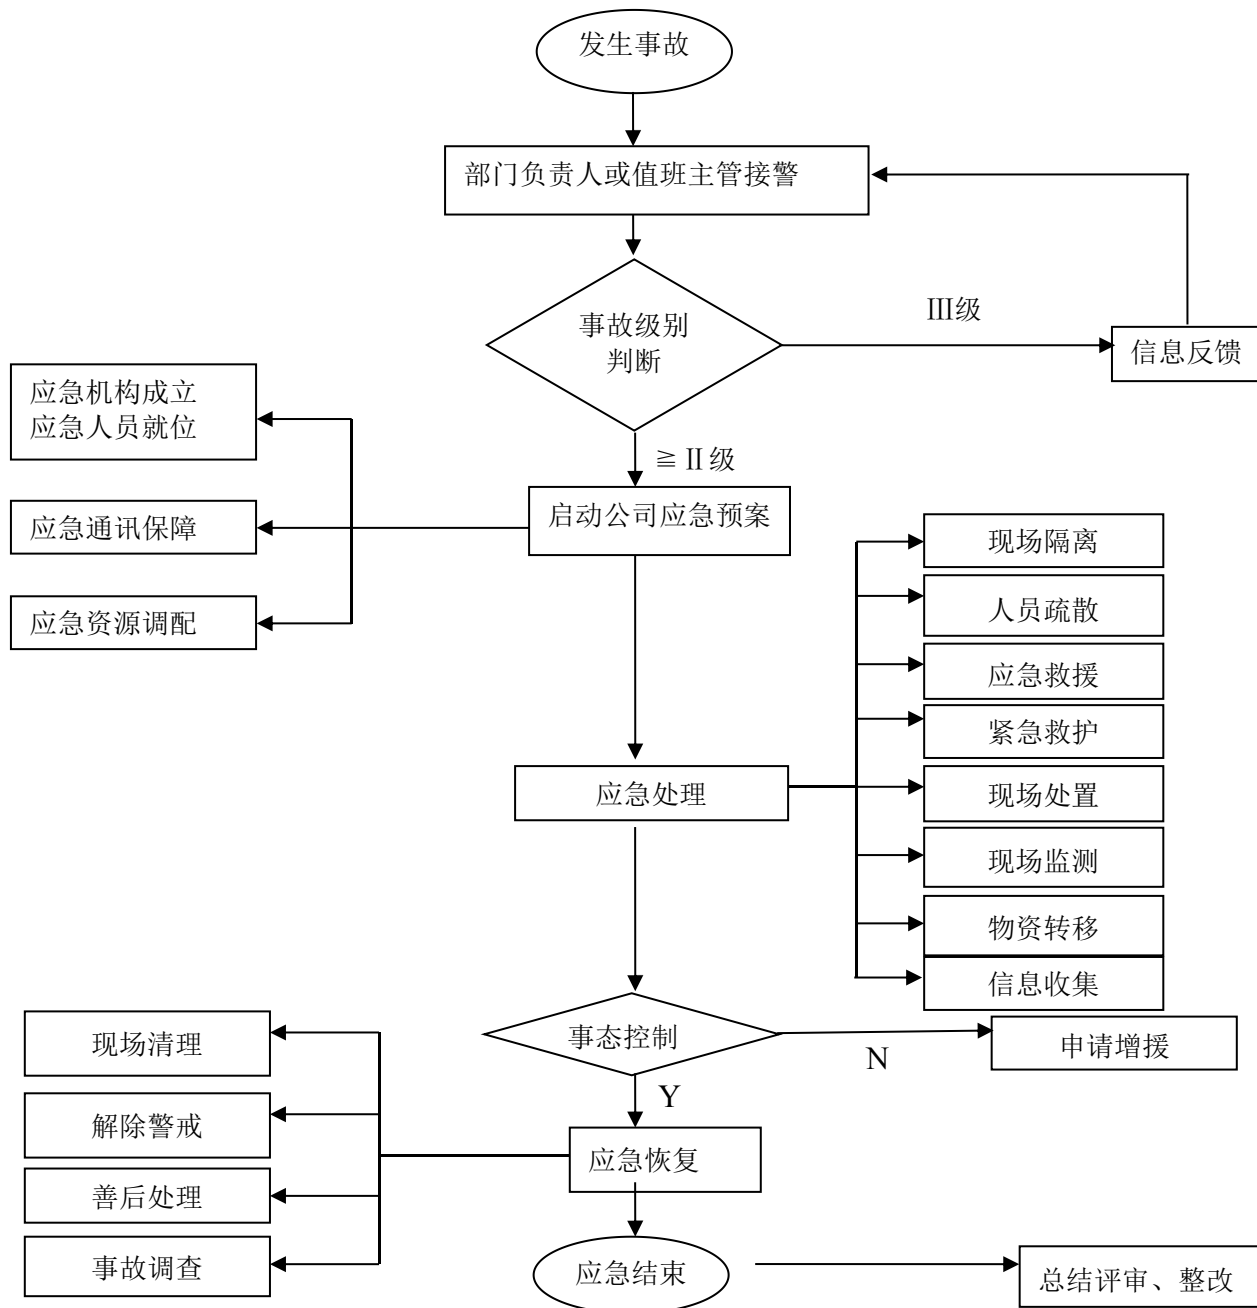 发生事故
部门负责人或值班主管接警
事故级别
判断
Ⅲ级
信息反馈
应急机构成立
应急人员就位
≧Ⅱ级
启动公司应急预案
应急通讯保障
应急资源调配
现场隔离
人员疏散
应急救援
紧急救护
应急处理
现场处置
现场监测
物资转移
信息收集
事态控制
N
申请增援
Y
现场清理
解除警戒
应急恢复
善后处理
事故调查
应急结束
总结评审、整改